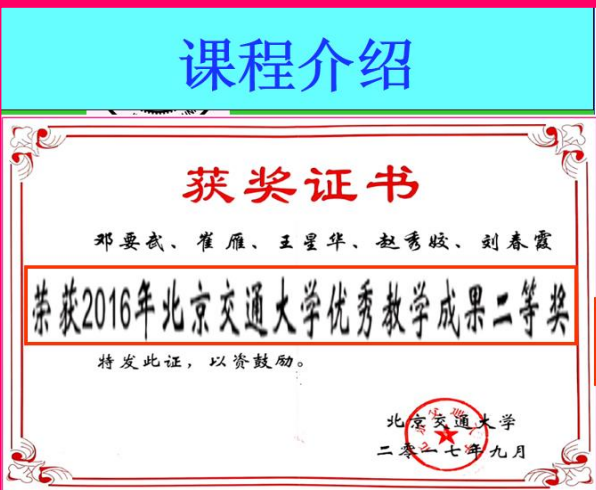 课程介绍
获奖证书
邓要武、崔雁、王星华、赵秀姣、刘春霞
荣获2016年北京交通大学优秀教学成果二等奖
特发此证，以资鼓励。
北京交通大学
二零一七年九月